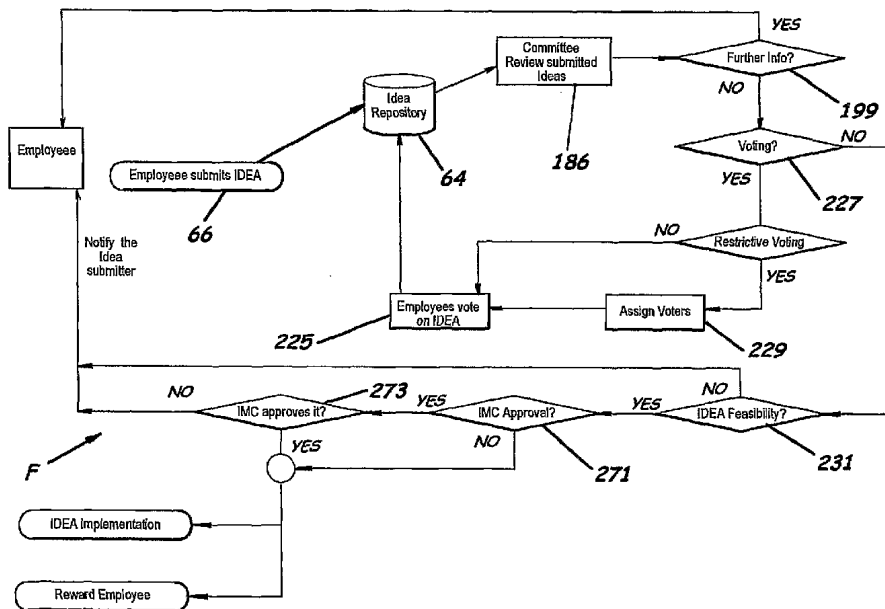 YES
Committee
Review submitted
Ideas
Further Info?
Idea
Repository
NO
199
Employeee
Employeee submits IDEA
186
Voting?
NO
64
YES
227
66
Notify the
Idea
submitter
NO
Restrictive Voting
YES
Employees vote
on IDEA
Assign Voters
225
229
273
NO
NO
IMC approves it?
YES
IMC Approval?
YES
IDEA Feasibility?
F
YES
NO
271
231
IDEA Implementation
Reward Employee